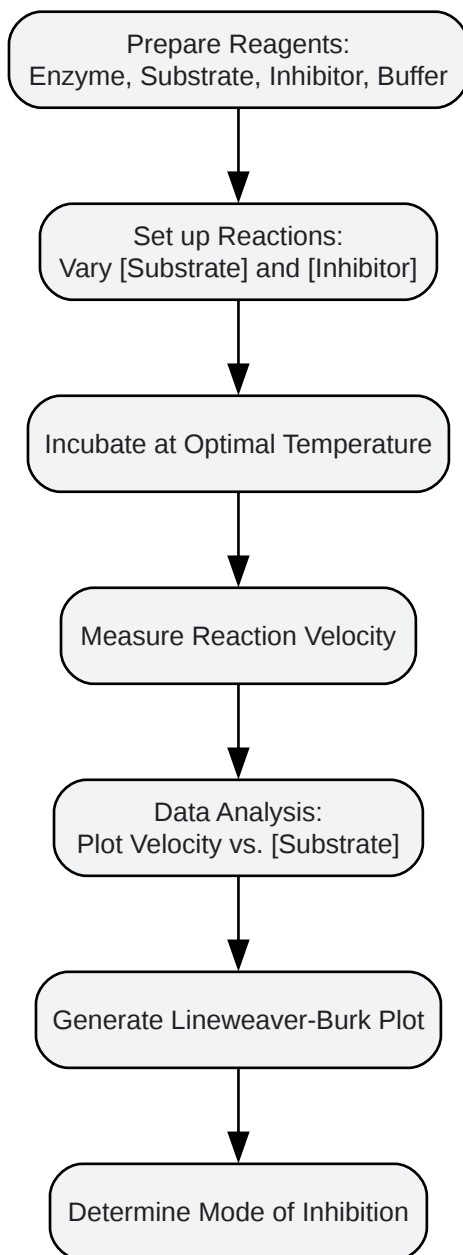 Prepare Reagents:
Enzyme, Substrate, Inhibitor, Buffer
Set up Reactions:
Vary [Substrate] and [Inhibitor]
Incubate at Optimal Temperature
Measure Reaction Velocity
Data Analysis:
Plot Velocity vs. [Substrate]
Generate Lineweaver-Burk Plot
Determine Mode of Inhibition